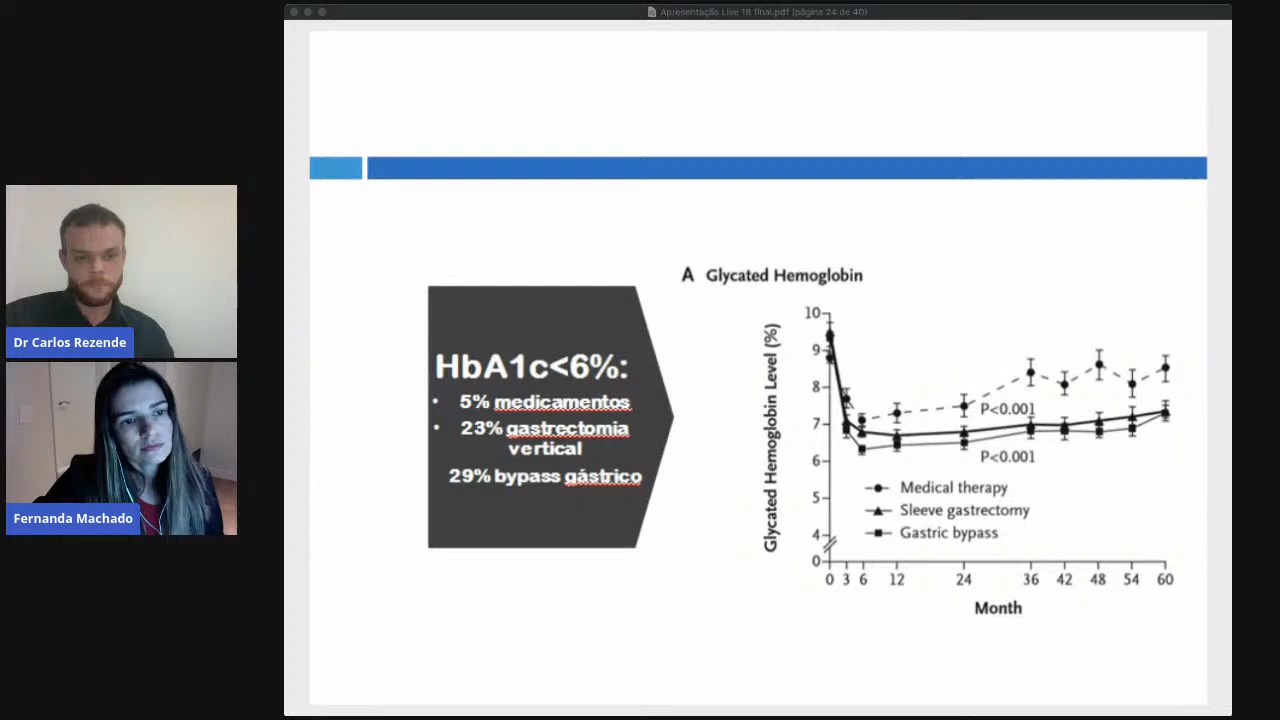 Apresentação Live 18 final.pdf (página 24 de 40)
Dr Carlos Rezende
Fernanda Machado
HbA1c<6%:
• 5% medicamentos
• 23% gastrectomia
vertical
29% bypass gástrico
A Glycated Hemoglobin
Glycated Hemoglobin Level (%)
10
9
8
7
6
5
4
0
P<0.001
P<0.001
Medical therapy
Sleeve gastrectomy
Gastric bypass
0 3 6 12 24 36 42 48 54 60
Month